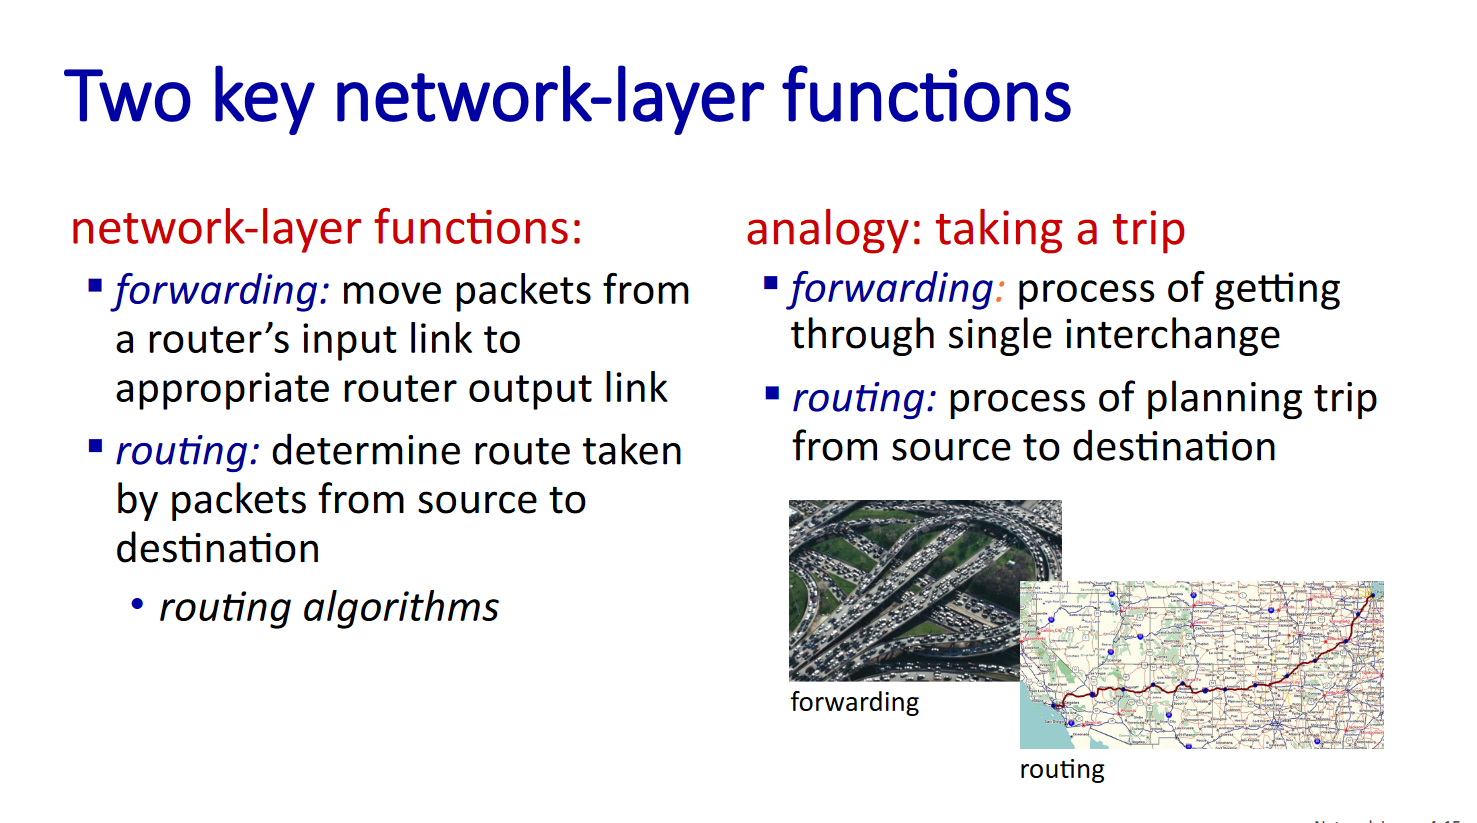 Two key network-layer functions
network-layer functions:
▪ forwarding: move packets from
a router’s input link to
appropriate router output link
▪ routing: determine route taken
by packets from source to
destination
• routing algorithms
analogy: taking a trip
▪ forwarding: process of getting
through single interchange
▪ routing: process of planning trip
from source to destination
forwarding
routing